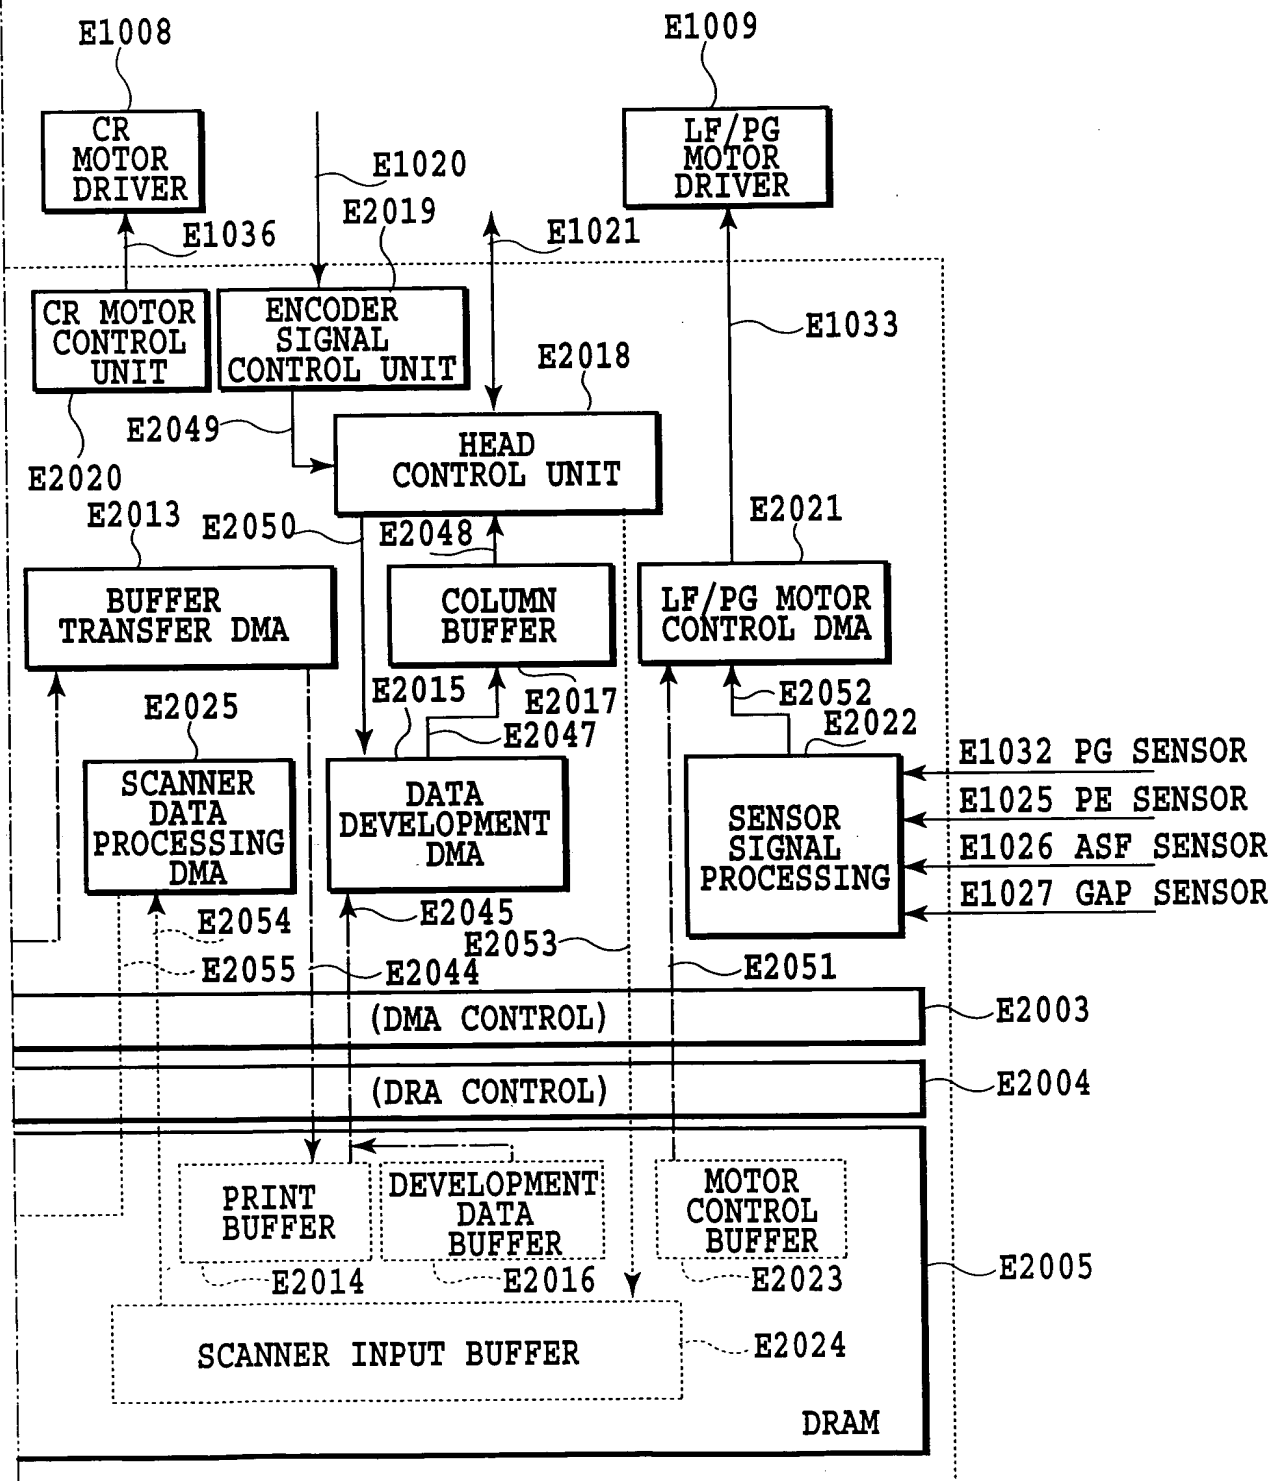 E1008
E1009
CR
MOTOR
DRIVER
LF/PG
MOTOR
DRIVER
E1020
E2019
E1036
E1021
CR MOTOR
CONTROL
UNIT
ENCODER
SIGNAL
CONTROL UNIT
E1033
E2018
E2049
HEAD
CONTROL UNIT
E2020
E2013
E2050
E2048
E2021
BUFFER
TRANSFER DMA
COLUMN
BUFFER
LF/PG MOTOR
CONTROL DMA
E2025
E2015
E2017
E2047
E2052
E2022
SCANNER
DATA
PROCESSING
DMA
DATA
DEVELOPMENT
DMA
SENSOR
SIGNAL
PROCESSING
E1032 PG SENSOR
E1025 PE SENSOR
E1026 ASF SENSOR
E1027 GAP SENSOR
E2054
E2045
E2053
E2055
E2044
E2051
(DMA CONTROL)
E2003
(DRA CONTROL)
E2004
PRINT
BUFFER
DEVELOPMENT
DATA
BUFFER
MOTOR
CONTROL
BUFFER
E2014
E2016
E2023
E2005
SCANNER INPUT BUFFER
E2024
DRAM